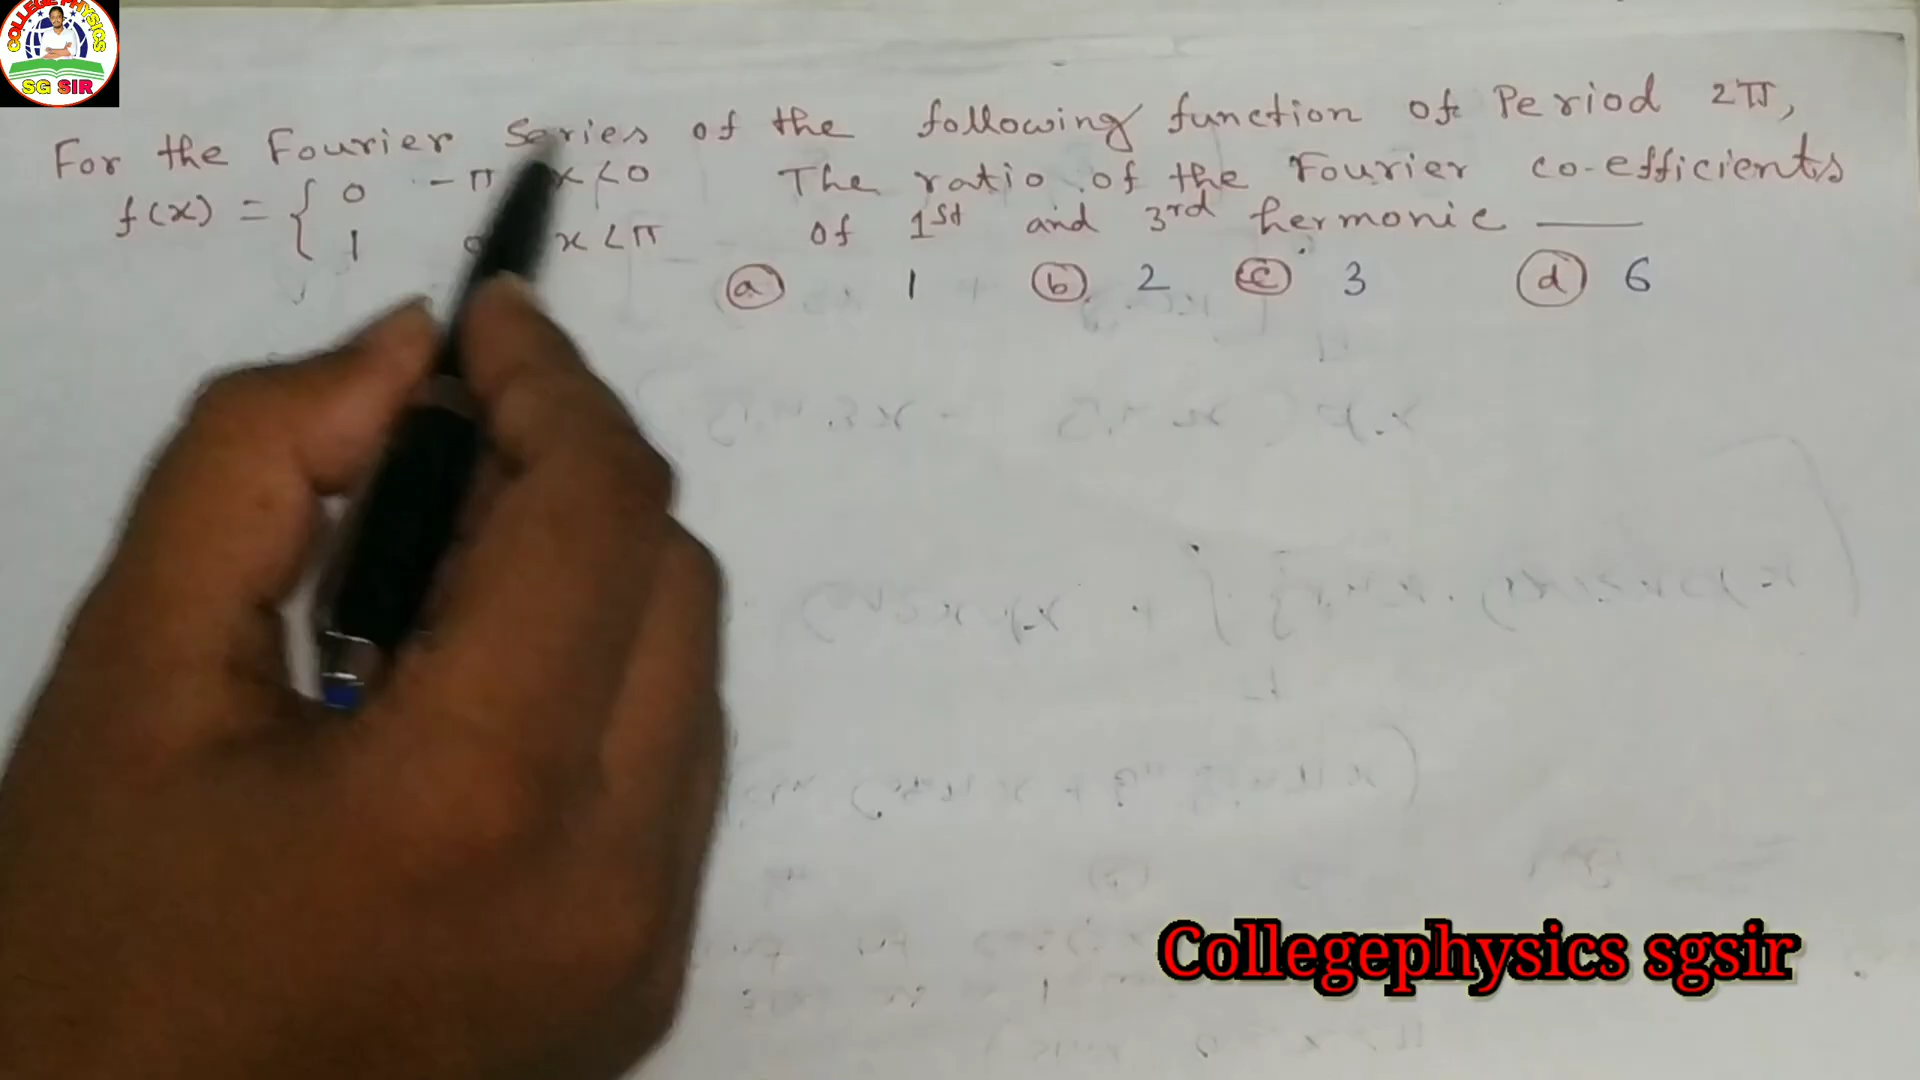 COLLEGE PHYSICS
SG SIR
For the Fourier Series of the following function of Period 2π,
f(x) = { 0 -π x<0 The ratio of the Fourier co-efficients
1 0 x<π of 1st and 3rd hermonic ____
(a) 1 (b) 2 (c) 3 (d) 6
Collegephysics sgsir